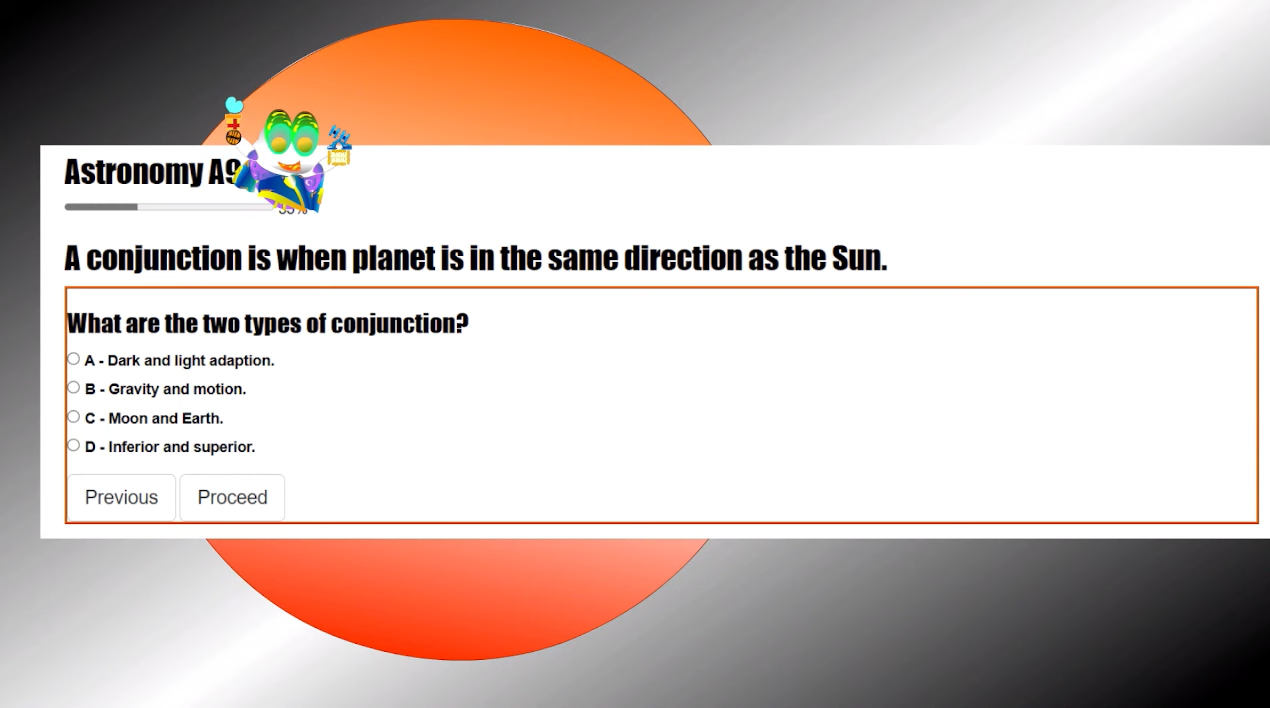 Astronomy A9
35%
A conjunction is when planet is in the same direction as the Sun.
What are the two types of conjunction?
A - Dark and light adaption.
B - Gravity and motion.
C - Moon and Earth.
D - Inferior and superior.
Previous
Proceed